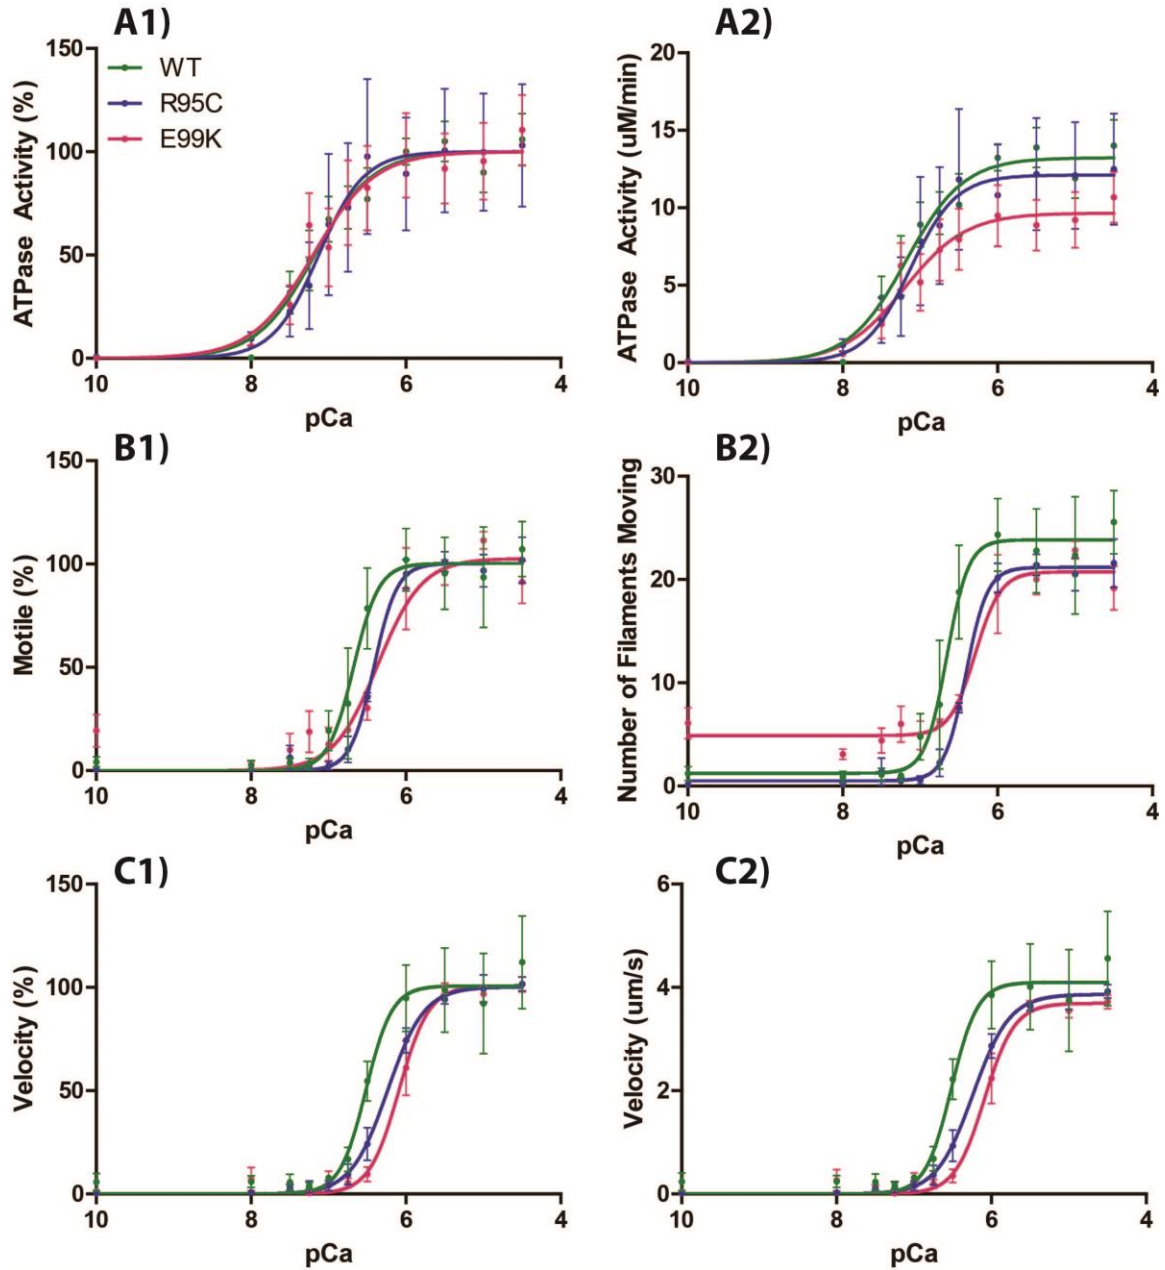 A1)
150
100
50
0
ATPase Activity (%)
WT
R95C
E99K
10
8
6
4
pCa
A2)
20
15
10
5
0
ATPase Activity (uM/min)
10
8
6
4
pCa
B1)
150
100
50
0
Motile (%)
10
8
6
4
pCa
B2)
30
20
10
0
Number of Filaments Moving
10
8
6
4
pCa
C1)
150
100
50
0
Velocity (%)
10
8
6
4
pCa
C2)
6
4
2
0
Velocity (um/s)
10
8
6
4
pCa